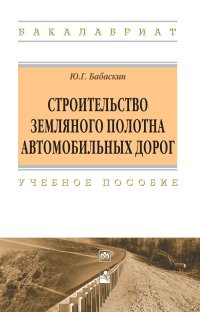 БАКАЛАВРИАТ
Ю.Г. Бабаскин
СТРОИТЕЛЬСТВО
ЗЕМЛЯНОГО ПОЛОТНА
АВТОМОБИЛЬНЫХ ДОРОГ
УЧЕБНОЕ ПОСОБИЕ